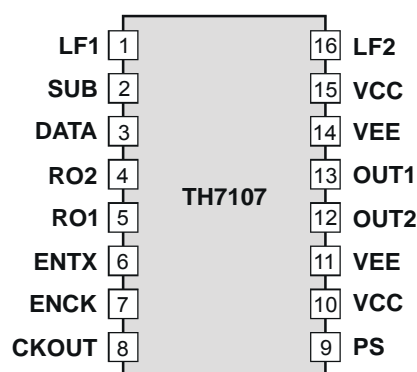 LF1 1 16 LF2
SUB 2 15 VCC
DATA 3 14 VEE
RO2 4 13 OUT1
TH7107
RO1 5 12 OUT2
ENTX 6 11 VEE
ENCK 7 10 VCC
CKOUT 8 9 PS